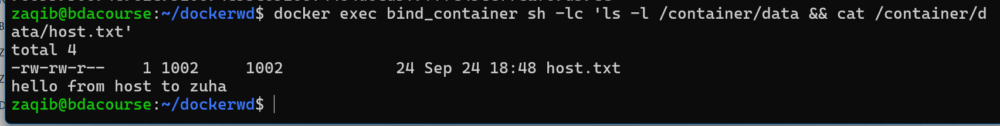 zaqib@bdacourse:~/dockerwd$ docker exec bind_container sh -lc 'ls -l /container/data && cat /container/d
ata/host.txt'
total 4
-rw-rw-r--    1 1002     1002            24 Sep 24 18:48 host.txt
hello from host to zuha
zaqib@bdacourse:~/dockerwd$